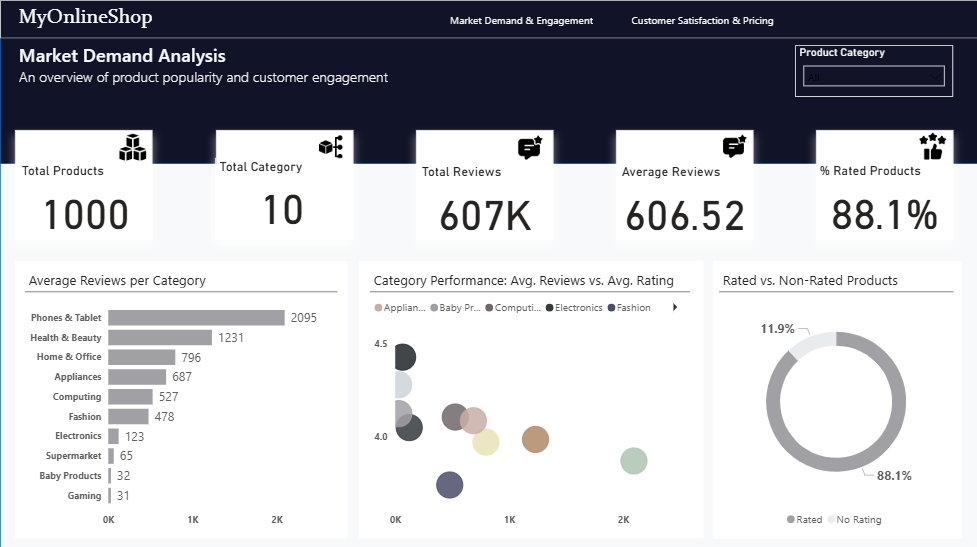 MyOnlineShop
Market Demand & Engagement
Customer Satisfaction & Pricing
Market Demand Analysis
An overview of product popularity and customer engagement
Product Category
All
Total Products
1000
Total Category
10
Total Reviews
607K
Average Reviews
606.52
% Rated Products
88.1%
Average Reviews per Category
Phones & Tablet 2095
Health & Beauty 1231
Home & Office 796
Appliances 687
Computing 527
Fashion 478
Electronics 123
Supermarket 65
Baby Products 32
Gaming 31
0K 1K 2K
Category Performance: Avg. Reviews vs. Avg. Rating
Applian... Baby Pr... Computi... Electronics Fashion
4.5
4.0
0K 1K 2K
Rated vs. Non-Rated Products
11.9%
88.1%
Rated No Rating